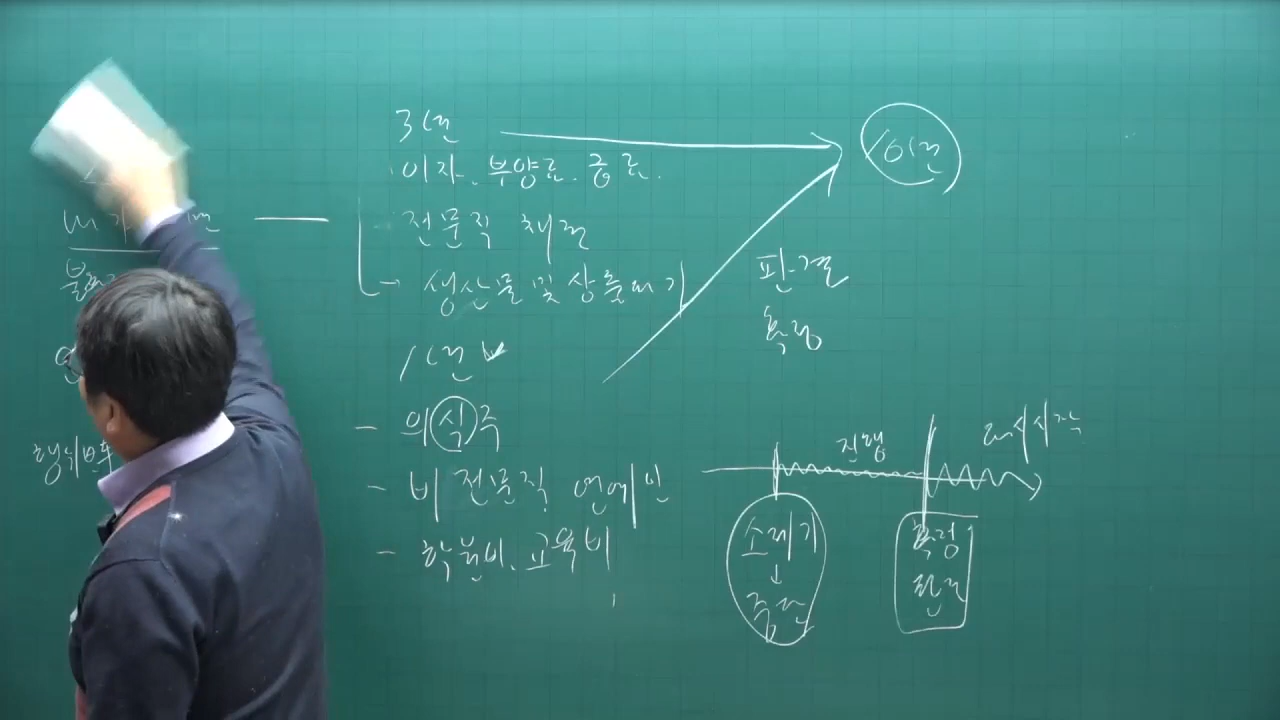 3년
10년
이자. 부양료. 급료.
전문직 채권
생산물 및 상품대가
판결
확정
1년
- 의식주
진행
재시작
- 비전문직 연예인
소제기
↓
중단
확정
판결
- 학원비. 교육비